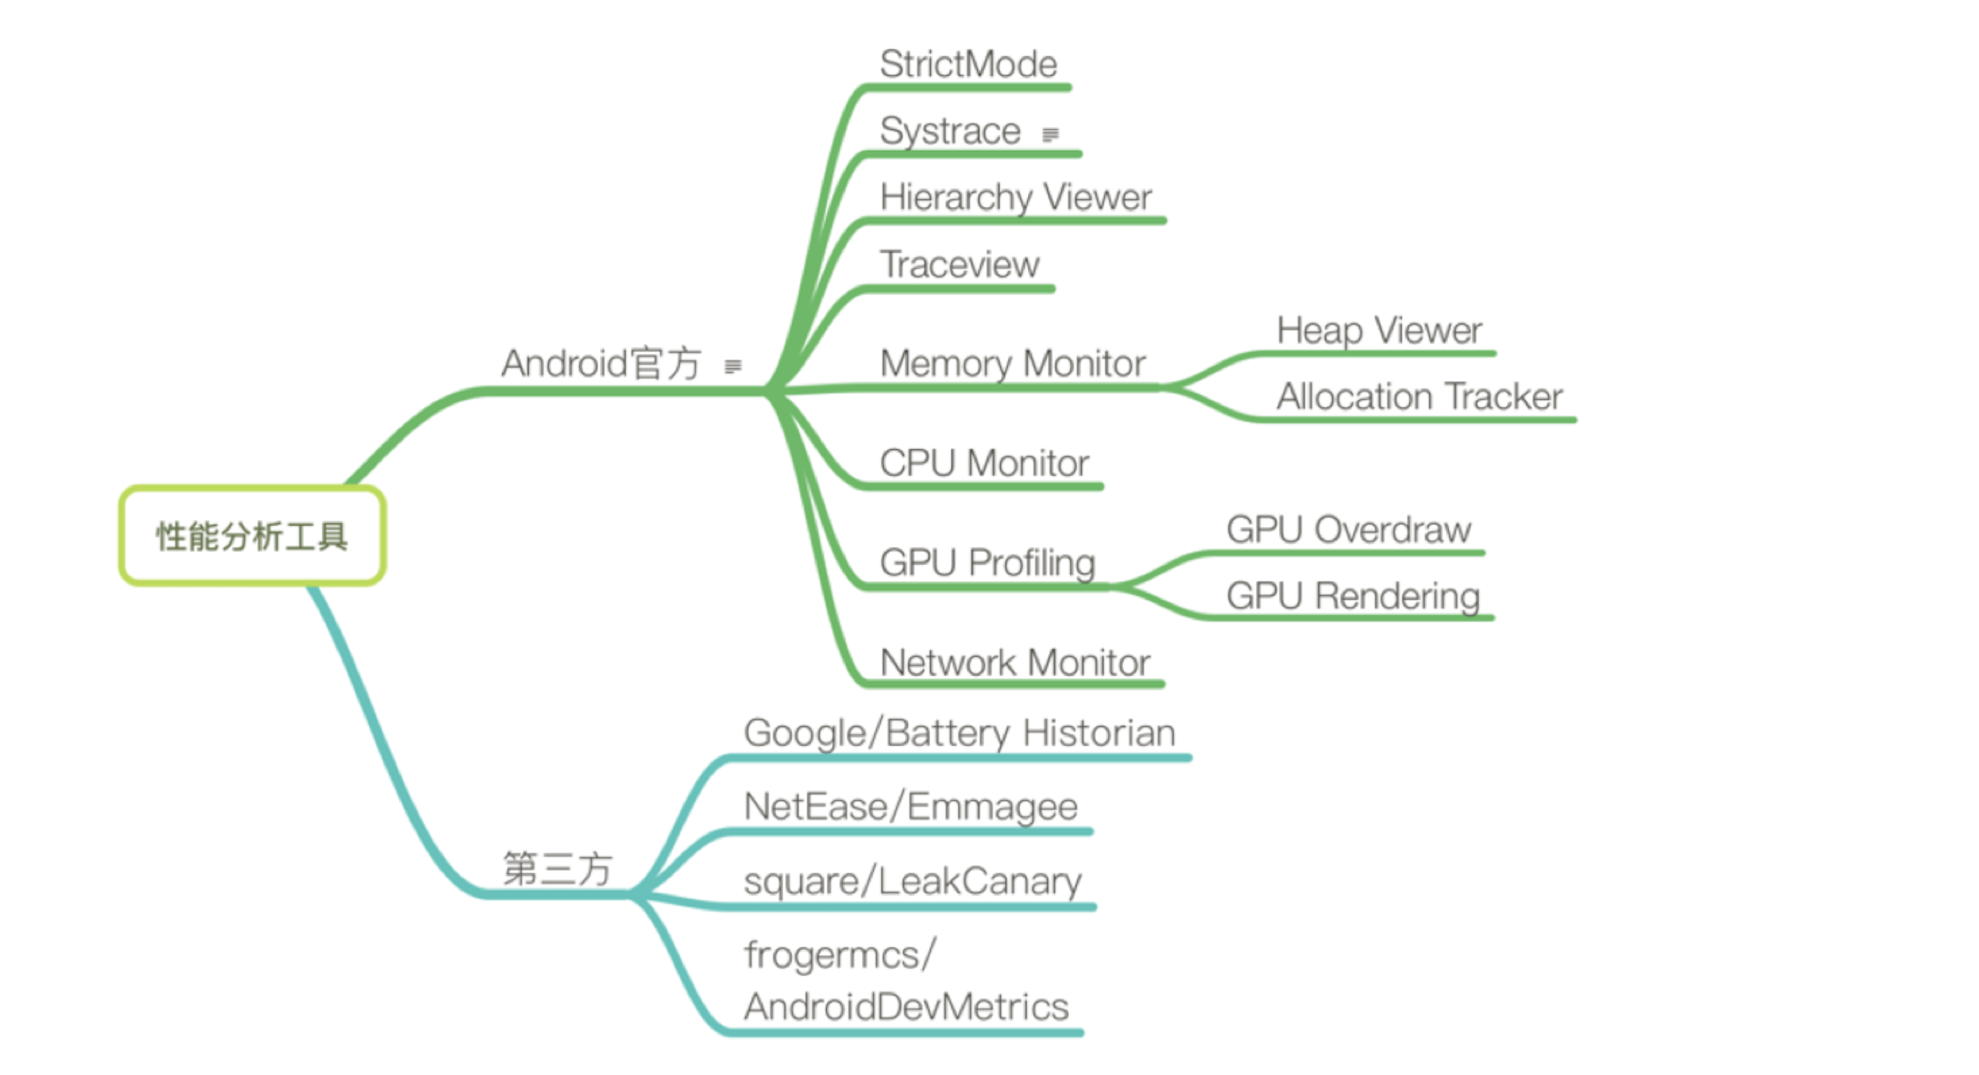 性能分析工具
Android官方
StrictMode
Systrace
Hierarchy Viewer
Traceview
Memory Monitor
Heap Viewer
Allocation Tracker
CPU Monitor
GPU Profiling
GPU Overdraw
GPU Rendering
Network Monitor
第三方
Google/Battery Historian
NetEase/Emmagee
square/LeakCanary
frogermcs/
AndroidDevMetrics